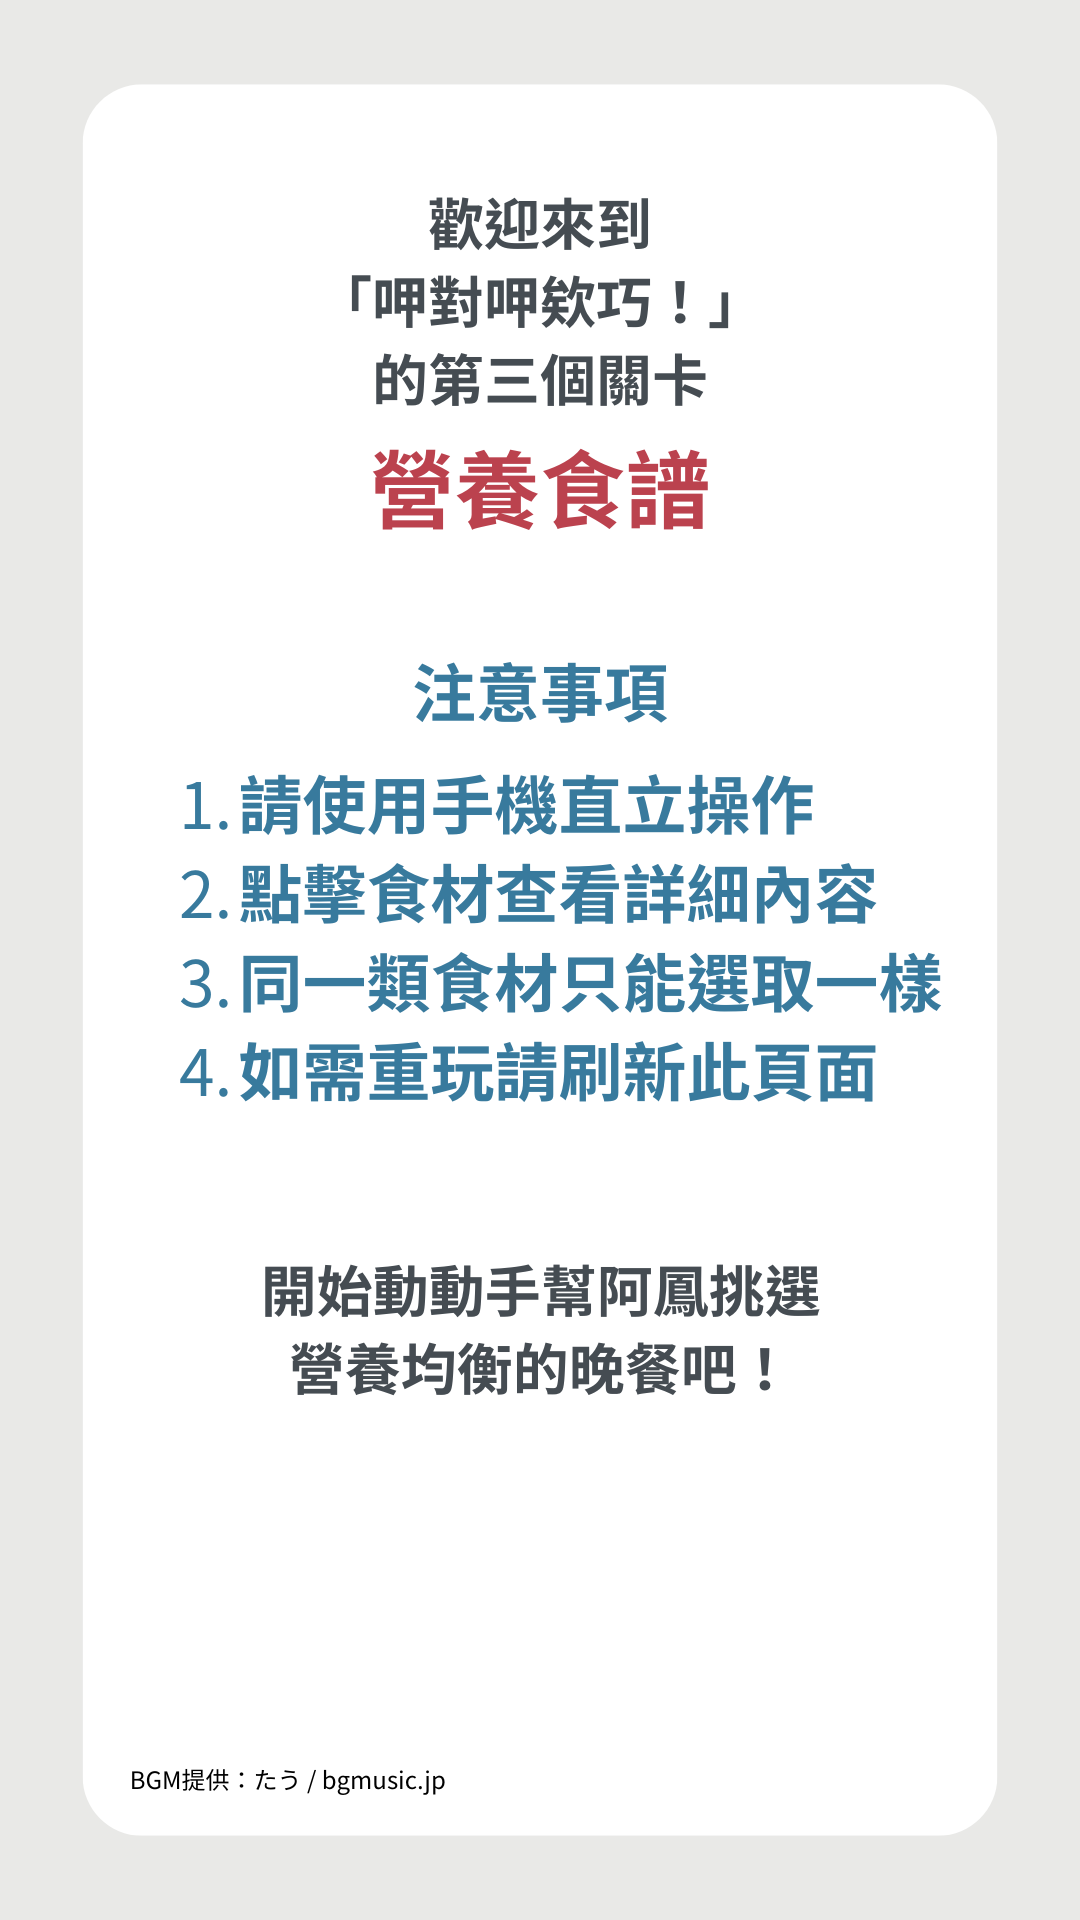 歡迎來到
「呷對呷欸巧！」
的第三個關卡
營養食譜
注意事項
1. 請使用手機直立操作
2. 點擊食材查看詳細內容
3. 同一類食材只能選取一樣
4. 如需重玩請刷新此頁面
開始動動手幫阿鳳挑選
營養均衡的晚餐吧！
BGM提供：たう / bgmusic.jp